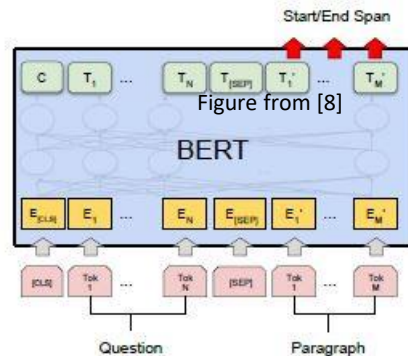 Start/End Span
C T1 ... TN T[SEP] T1' ... TM'
Figure from [8]
BERT
E[CLS] E1 ... EN E[SEP] E1' ... EM'
[CLS] Tok 1 ... Tok N [SEP] Tok 1 ... Tok M
Question Paragraph